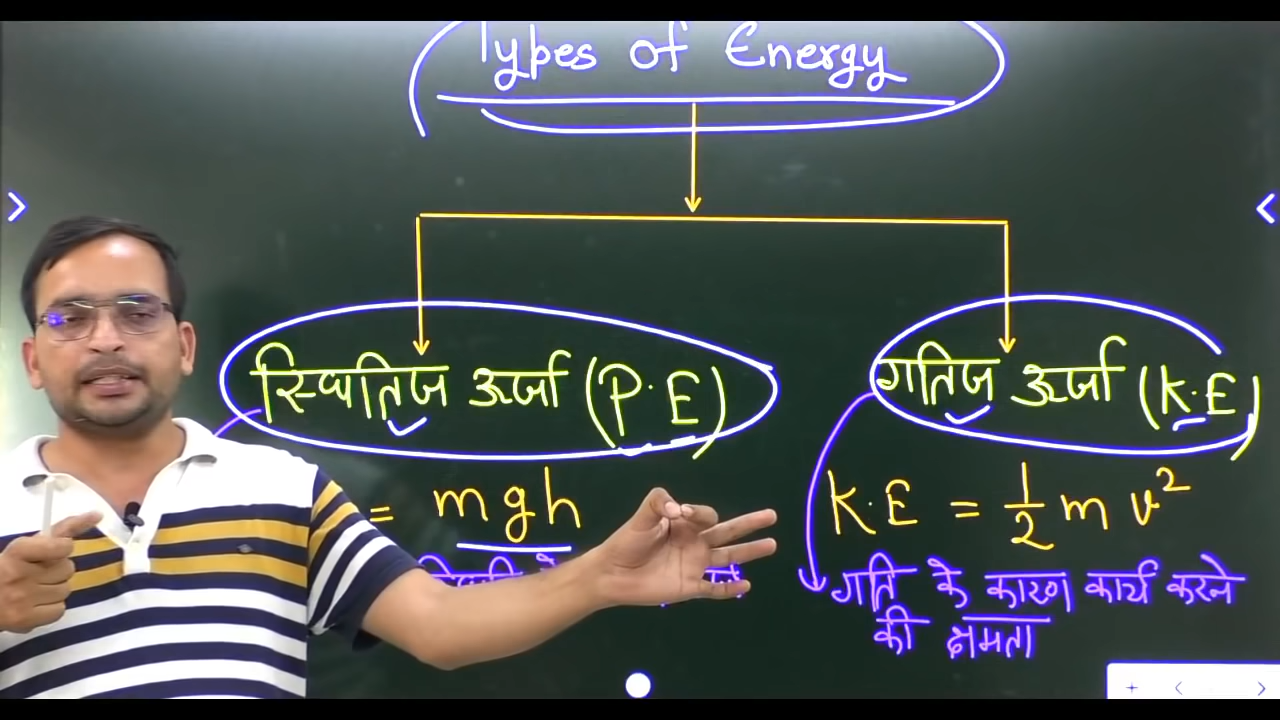 Types of Energy
स्थितिज ऊर्जा (P.E)
गतिज ऊर्जा (K.E)
= mgh
K.E = 1/2 m v²
गति के कारण कार्य करने
की क्षमता